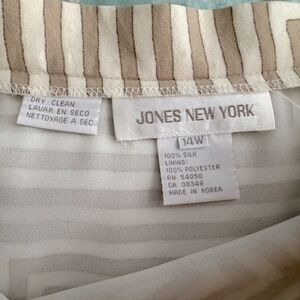 DRY CLEAN
LAVAR EN SECO
NETTOYAGE A SEC
JONES NEW YORK
14W
100% SILK
LINING:
100% POLYESTER
RN 54050
CA 08349
MADE IN KOREA